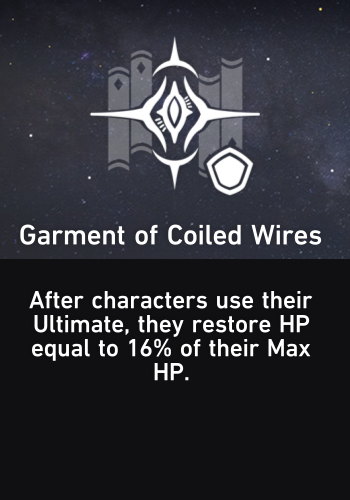 Garment of Coiled Wires
After characters use their
Ultimate, they restore HP
equal to 16% of their Max
HP.